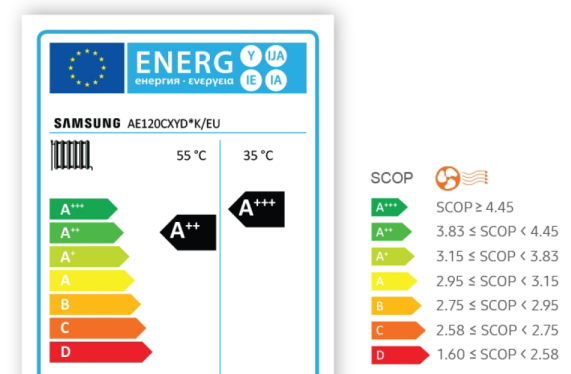 ENERG Y IJA
енергия · ενεργεια IE IA
SAMSUNG AE120CXYD*K/EU
55 °C 35 °C
A+++
A++
A+
A
B
C
D
A++
A+++
SCOP
A+++ SCOP ≥ 4.45
A++ 3.83 ≤ SCOP < 4.45
A+ 3.15 ≤ SCOP < 3.83
A 2.95 ≤ SCOP < 3.15
B 2.75 ≤ SCOP < 2.95
C 2.58 ≤ SCOP < 2.75
D 1.60 ≤ SCOP < 2.58